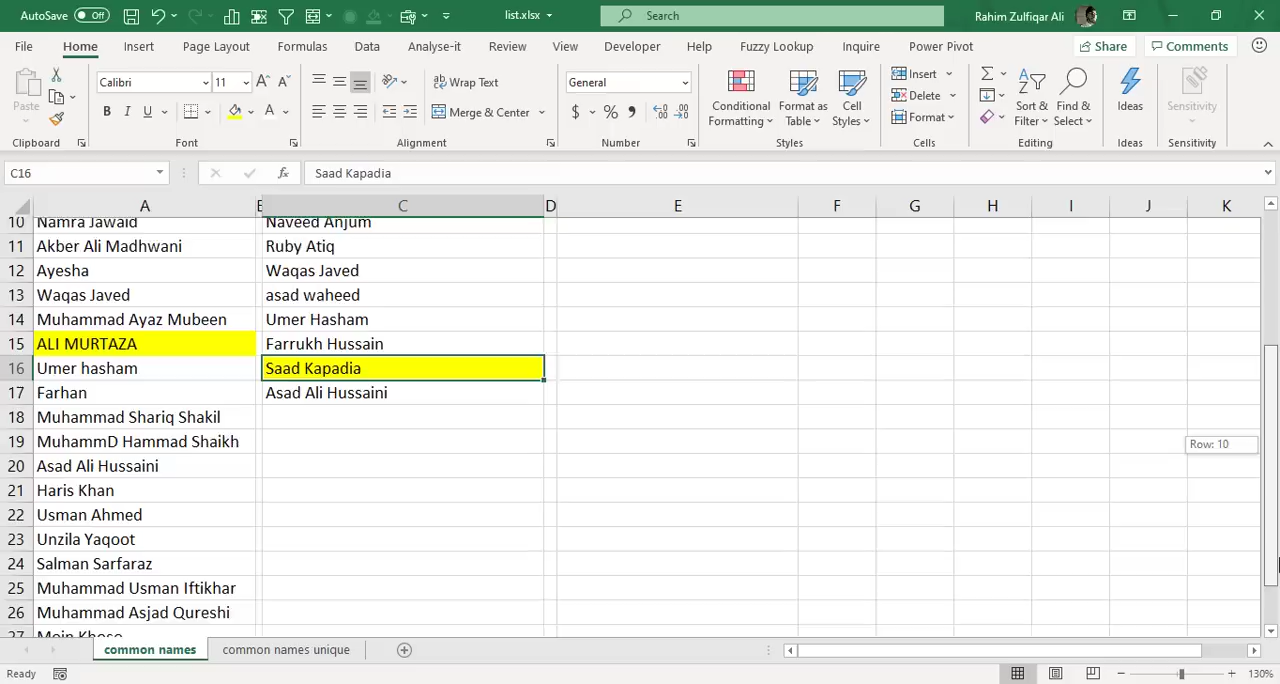 AutoSave Off list.xlsx Search Rahim Zulfiqar Ali
File Home Insert Page Layout Formulas Data Analyse-it Review View Developer Help Fuzzy Lookup Inquire Power Pivot Share Comments
Paste Calibri 11 Wrap Text General Conditional Formatting Format as Table Cell Styles Insert Sort & Filter Find & Select Ideas Sensitivity
B I U A Merge & Center $ % Delete
Format
Clipboard Font Alignment Number Styles Cells Editing Ideas Sensitivity
C16 fx Saad Kapadia
A C D E F G H I J K
10 Namra Jawaid Naveed Anjum
11 Akber Ali Madhwani Ruby Atiq
12 Ayesha Waqas Javed
13 Waqas Javed asad waheed
14 Muhammad Ayaz Mubeen Umer Hasham
15 ALI MURTAZA Farrukh Hussain
16 Umer hasham Saad Kapadia
17 Farhan Asad Ali Hussaini
18 Muhammad Shariq Shakil
19 MuhammD Hammad Shaikh Row: 10
20 Asad Ali Hussaini
21 Haris Khan
22 Usman Ahmed
23 Unzila Yaqoot
24 Salman Sarfaraz
25 Muhammad Usman Iftikhar
26 Muhammad Asjad Qureshi
27 Moin Khoso
common names common names unique
Ready 130%